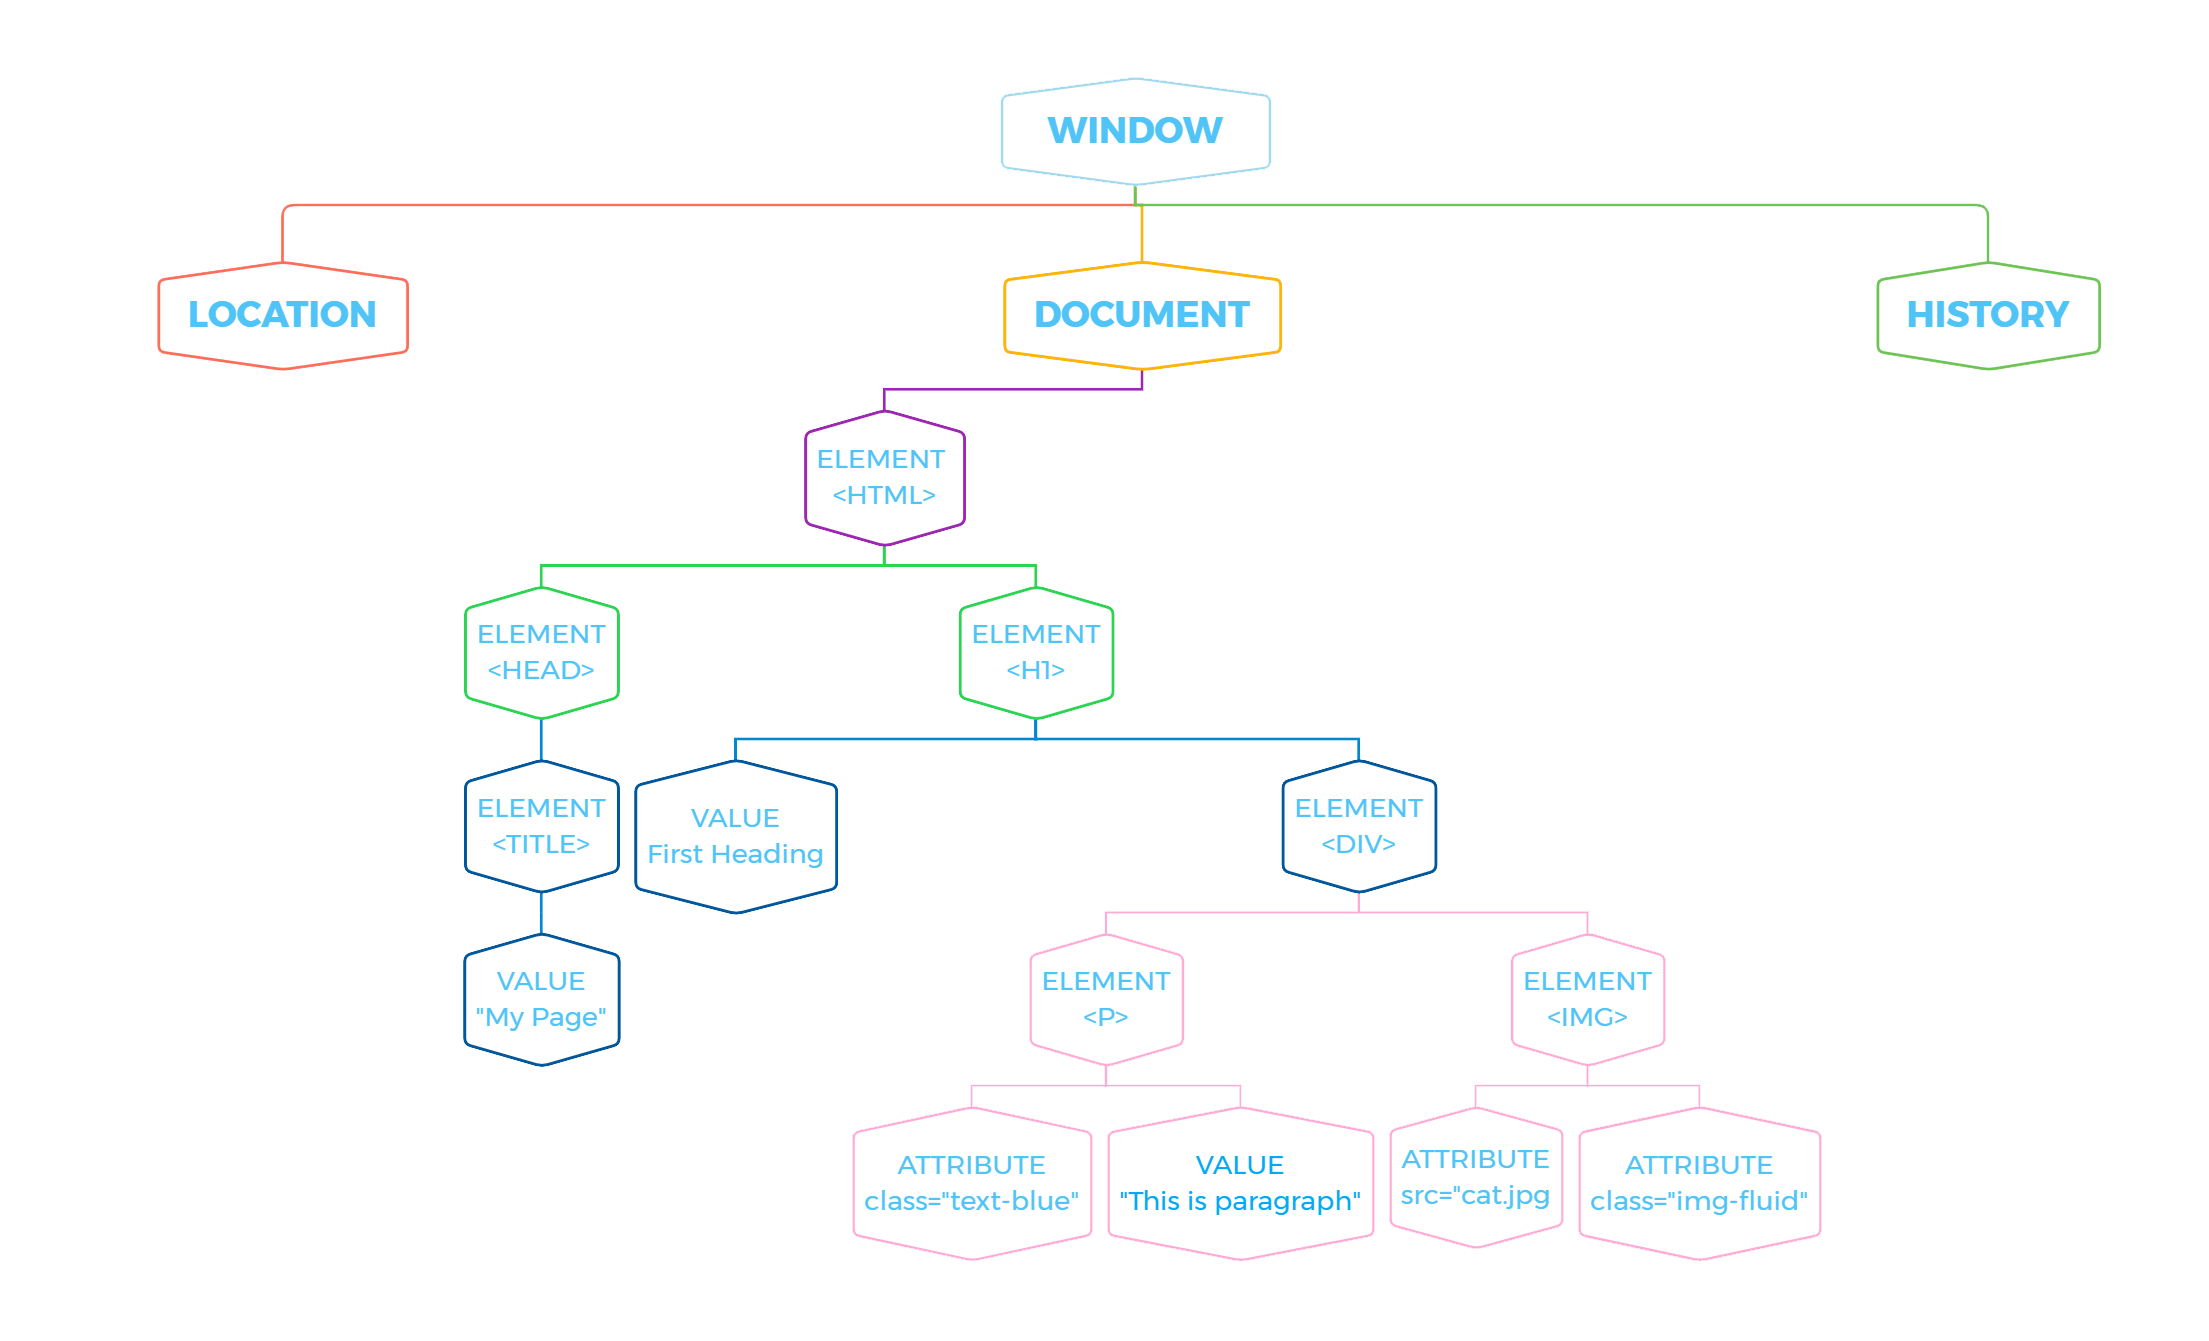 WINDOW
LOCATION
DOCUMENT
HISTORY
ELEMENT
<HTML>
ELEMENT
<HEAD>
ELEMENT
<H1>
ELEMENT
<TITLE>
VALUE
First Heading
ELEMENT
<DIV>
VALUE
"My Page"
ELEMENT
<P>
ELEMENT
<IMG>
ATTRIBUTE
class="text-blue"
VALUE
"This is paragraph"
ATTRIBUTE
src="cat.jpg
ATTRIBUTE
class="img-fluid"